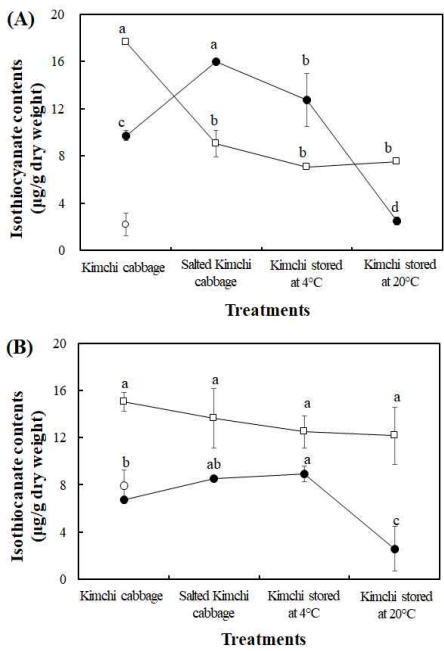 (A)
Isothiocyanate contents
(μg/g dry weight)
20
16
12
8
4
0
a
c
a
b
b
b
b
d
Kimchi cabbage
Salted Kimchi
cabbage
Kimchi stored
at 4°C
Kimchi stored
at 20°C
Treatments
(B)
Isothiocanate contents
(μg/g dry weight)
20
16
12
8
4
0
a
b
a
ab
a
a
a
c
Kimchi cabbage
Salted Kimchi
cabbage
Kimchi stored
at 4°C
Kimchi stored
at 20°C
Treatments